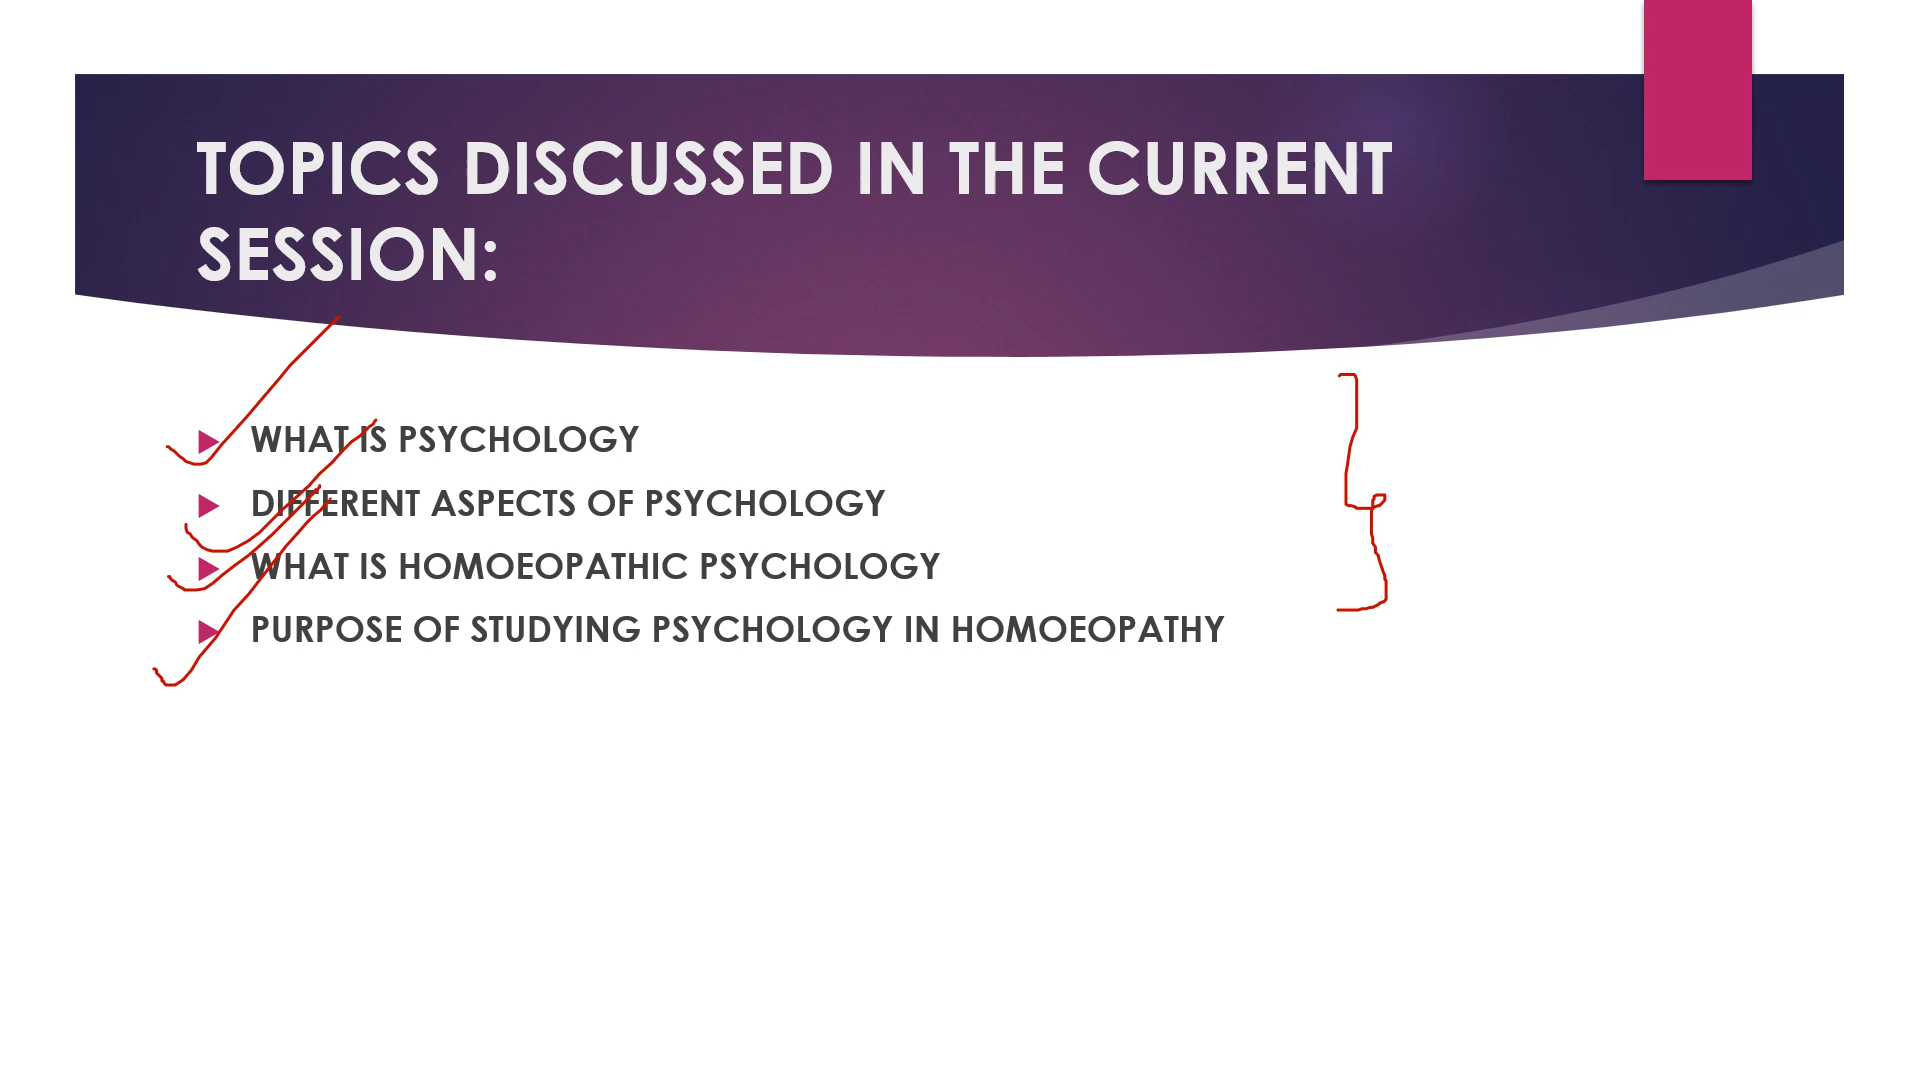 TOPICS DISCUSSED IN THE CURRENT
SESSION:
WHAT IS PSYCHOLOGY
DIFFERENT ASPECTS OF PSYCHOLOGY
WHAT IS HOMOEOPATHIC PSYCHOLOGY
PURPOSE OF STUDYING PSYCHOLOGY IN HOMOEOPATHY